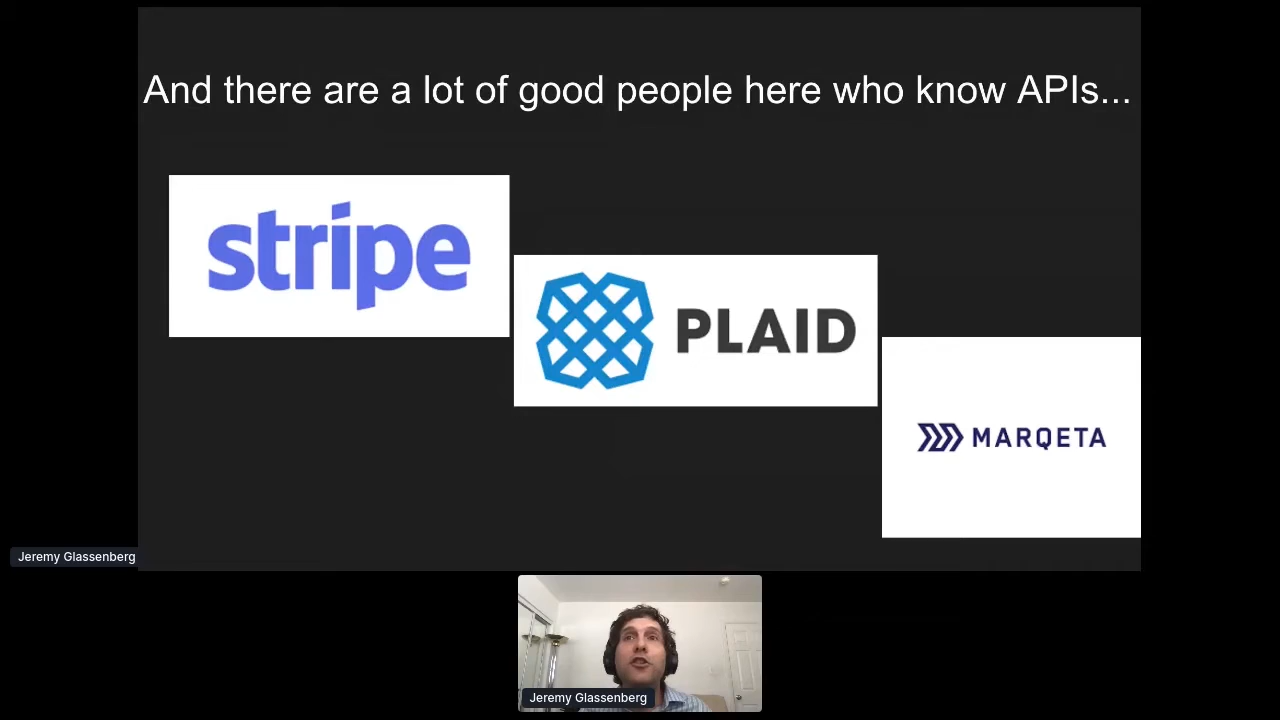 And there are a lot of good people here who know APIs...
stripe
PLAID
MARQETA
Jeremy Glassenberg
Jeremy Glassenberg